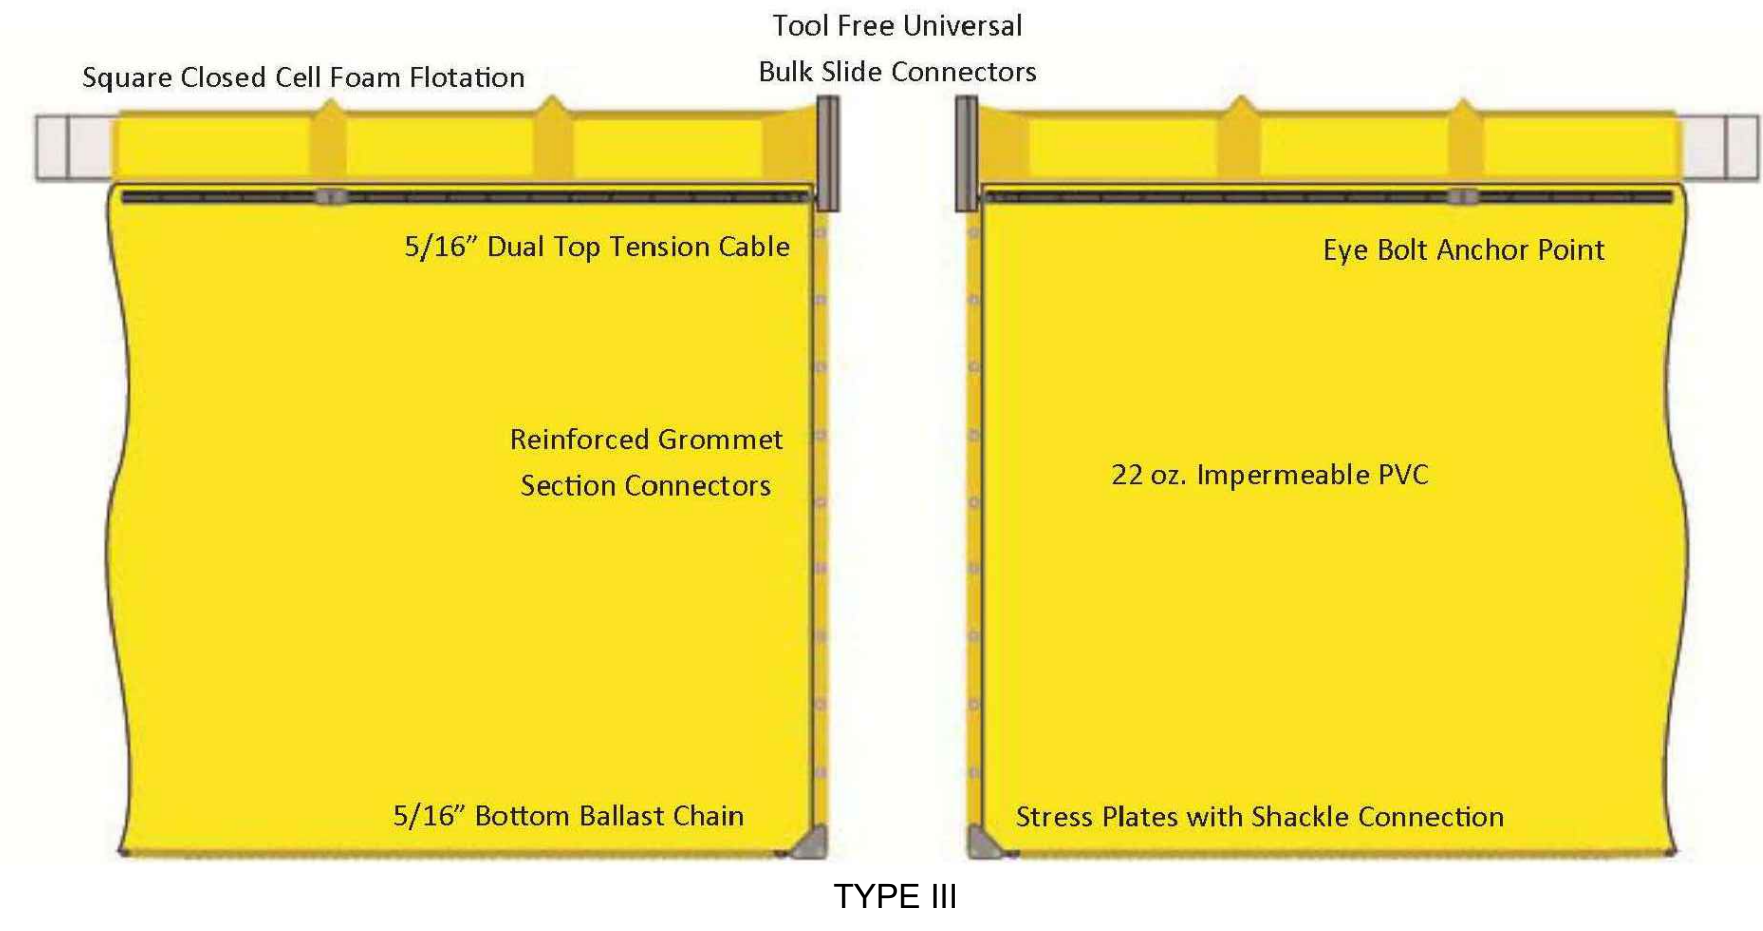 Tool Free Universal
Bulk Slide Connectors
Square Closed Cell Foam Flotation
5/16” Dual Top Tension Cable
Eye Bolt Anchor Point
Reinforced Grommet
Section Connectors
22 oz. Impermeable PVC
5/16” Bottom Ballast Chain
Stress Plates with Shackle Connection
TYPE III